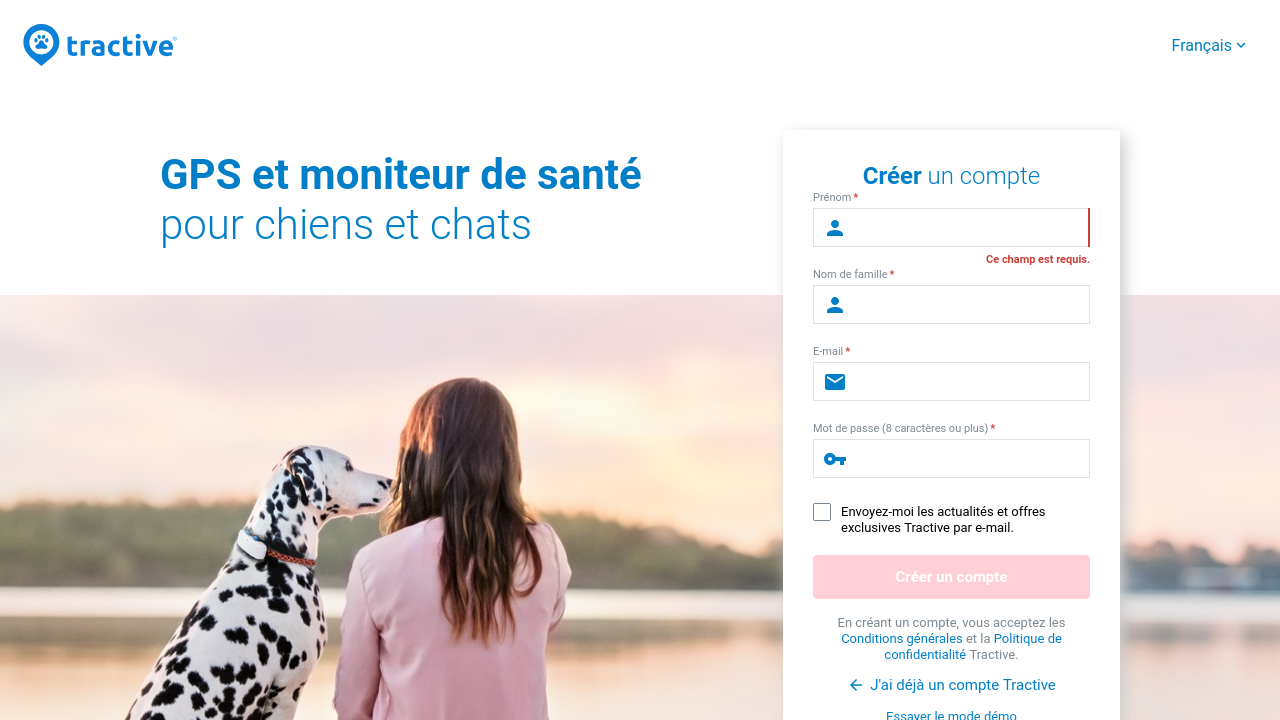 tractive
Français
GPS et moniteur de santé
pour chiens et chats
Créer un compte
Prénom *
Ce champ est requis.
Nom de famille *
E-mail *
Mot de passe (8 caractères ou plus) *
Envoyez-moi les actualités et offres
exclusives Tractive par e-mail.
Créer un compte
En créant un compte, vous acceptez les
Conditions générales et la Politique de
confidentialité Tractive.
J'ai déjà un compte Tractive
Essayer le mode démo